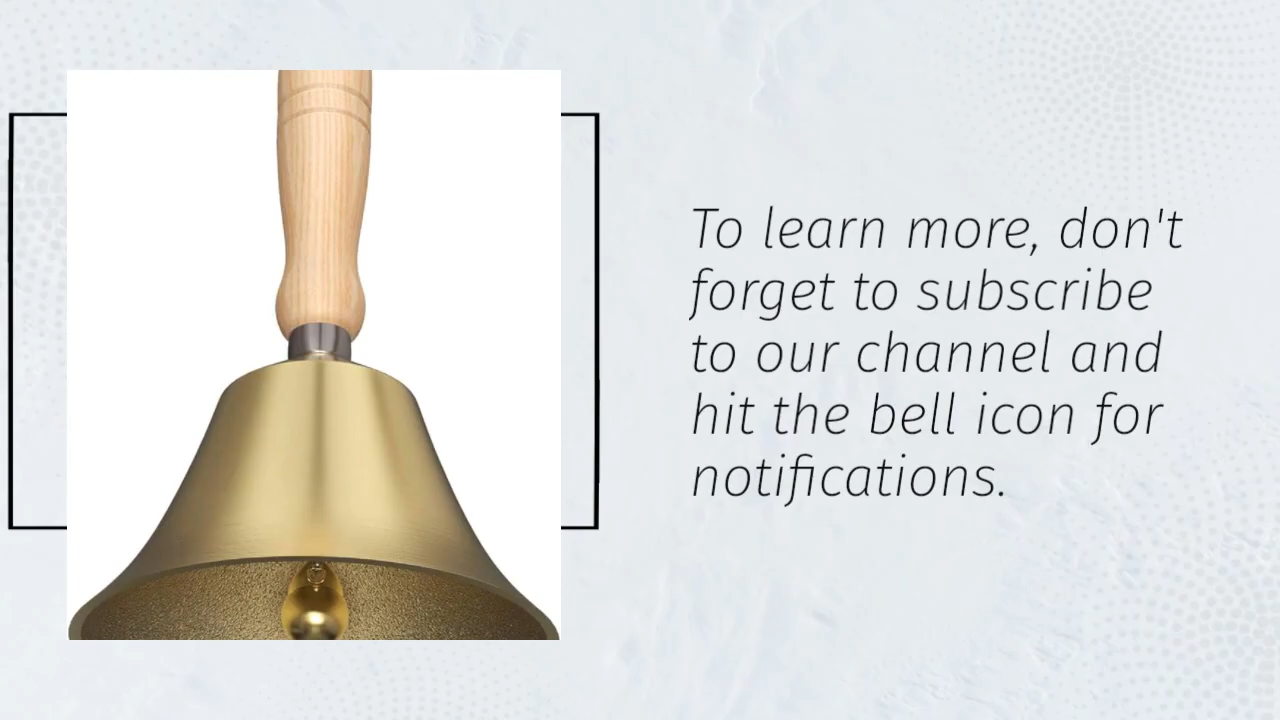 To learn more, don't
forget to subscribe
to our channel and
hit the bell icon for
notifications.